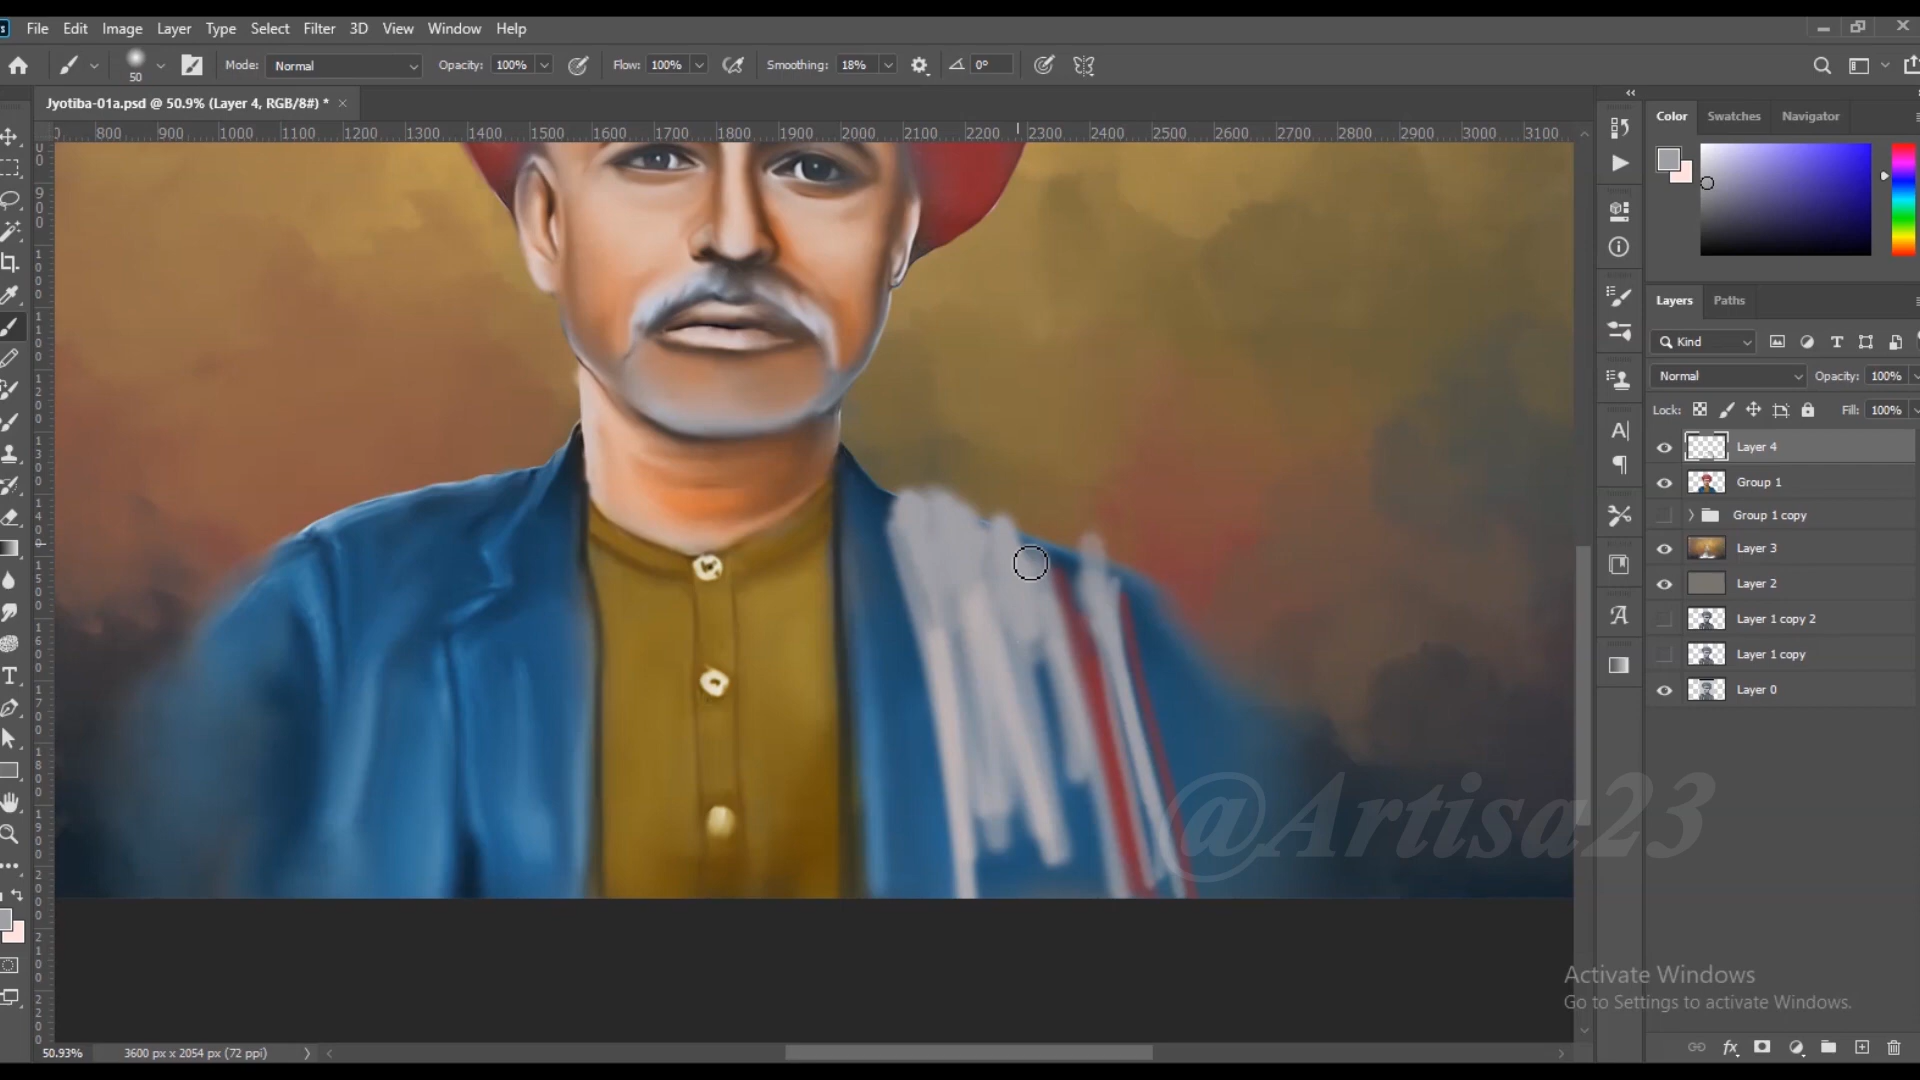 File Edit Image Layer Type Select Filter 3D View Window Help
50 Mode: Normal Opacity: 100% Flow: 100% Smoothing: 18% 0°
Jyotiba-01a.psd @ 50.9% (Layer 4, RGB/8#) * ×
800 900 1000 1100 1200 1300 1400 1500 1600 1700 1800 1900 2000 2100 2200 2300 2400 2500 2600 2700 2800 2900 3000 3100
Color Swatches Navigator
Layers Paths
Kind
Normal Opacity: 100%
Lock: Fill: 100%
Layer 4
Group 1
Group 1 copy
Layer 3
Layer 2
Layer 1 copy 2
Layer 1 copy
Layer 0
@Artisa23
Activate Windows
Go to Settings to activate Windows.
50.93% 3600 px x 2054 px (72 ppi)